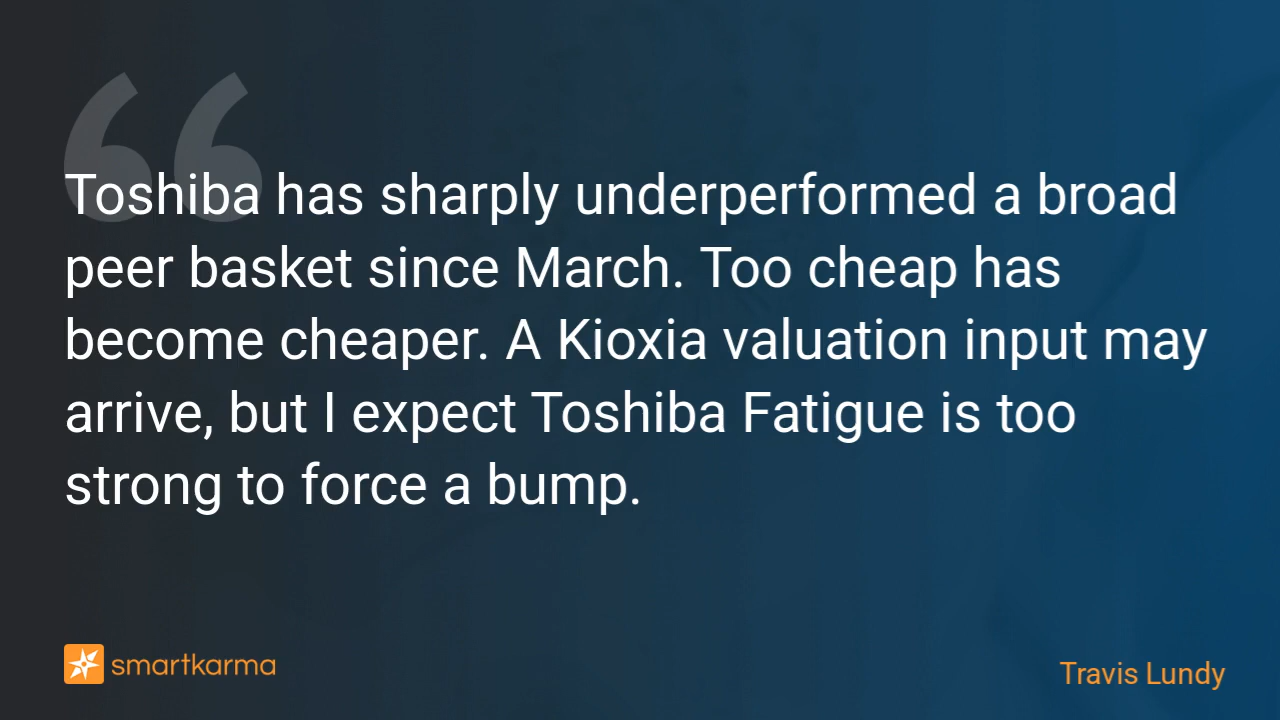 Toshiba has sharply underperformed a broad
peer basket since March. Too cheap has
become cheaper. A Kioxia valuation input may
arrive, but I expect Toshiba Fatigue is too
strong to force a bump.
smartkarma
Travis Lundy